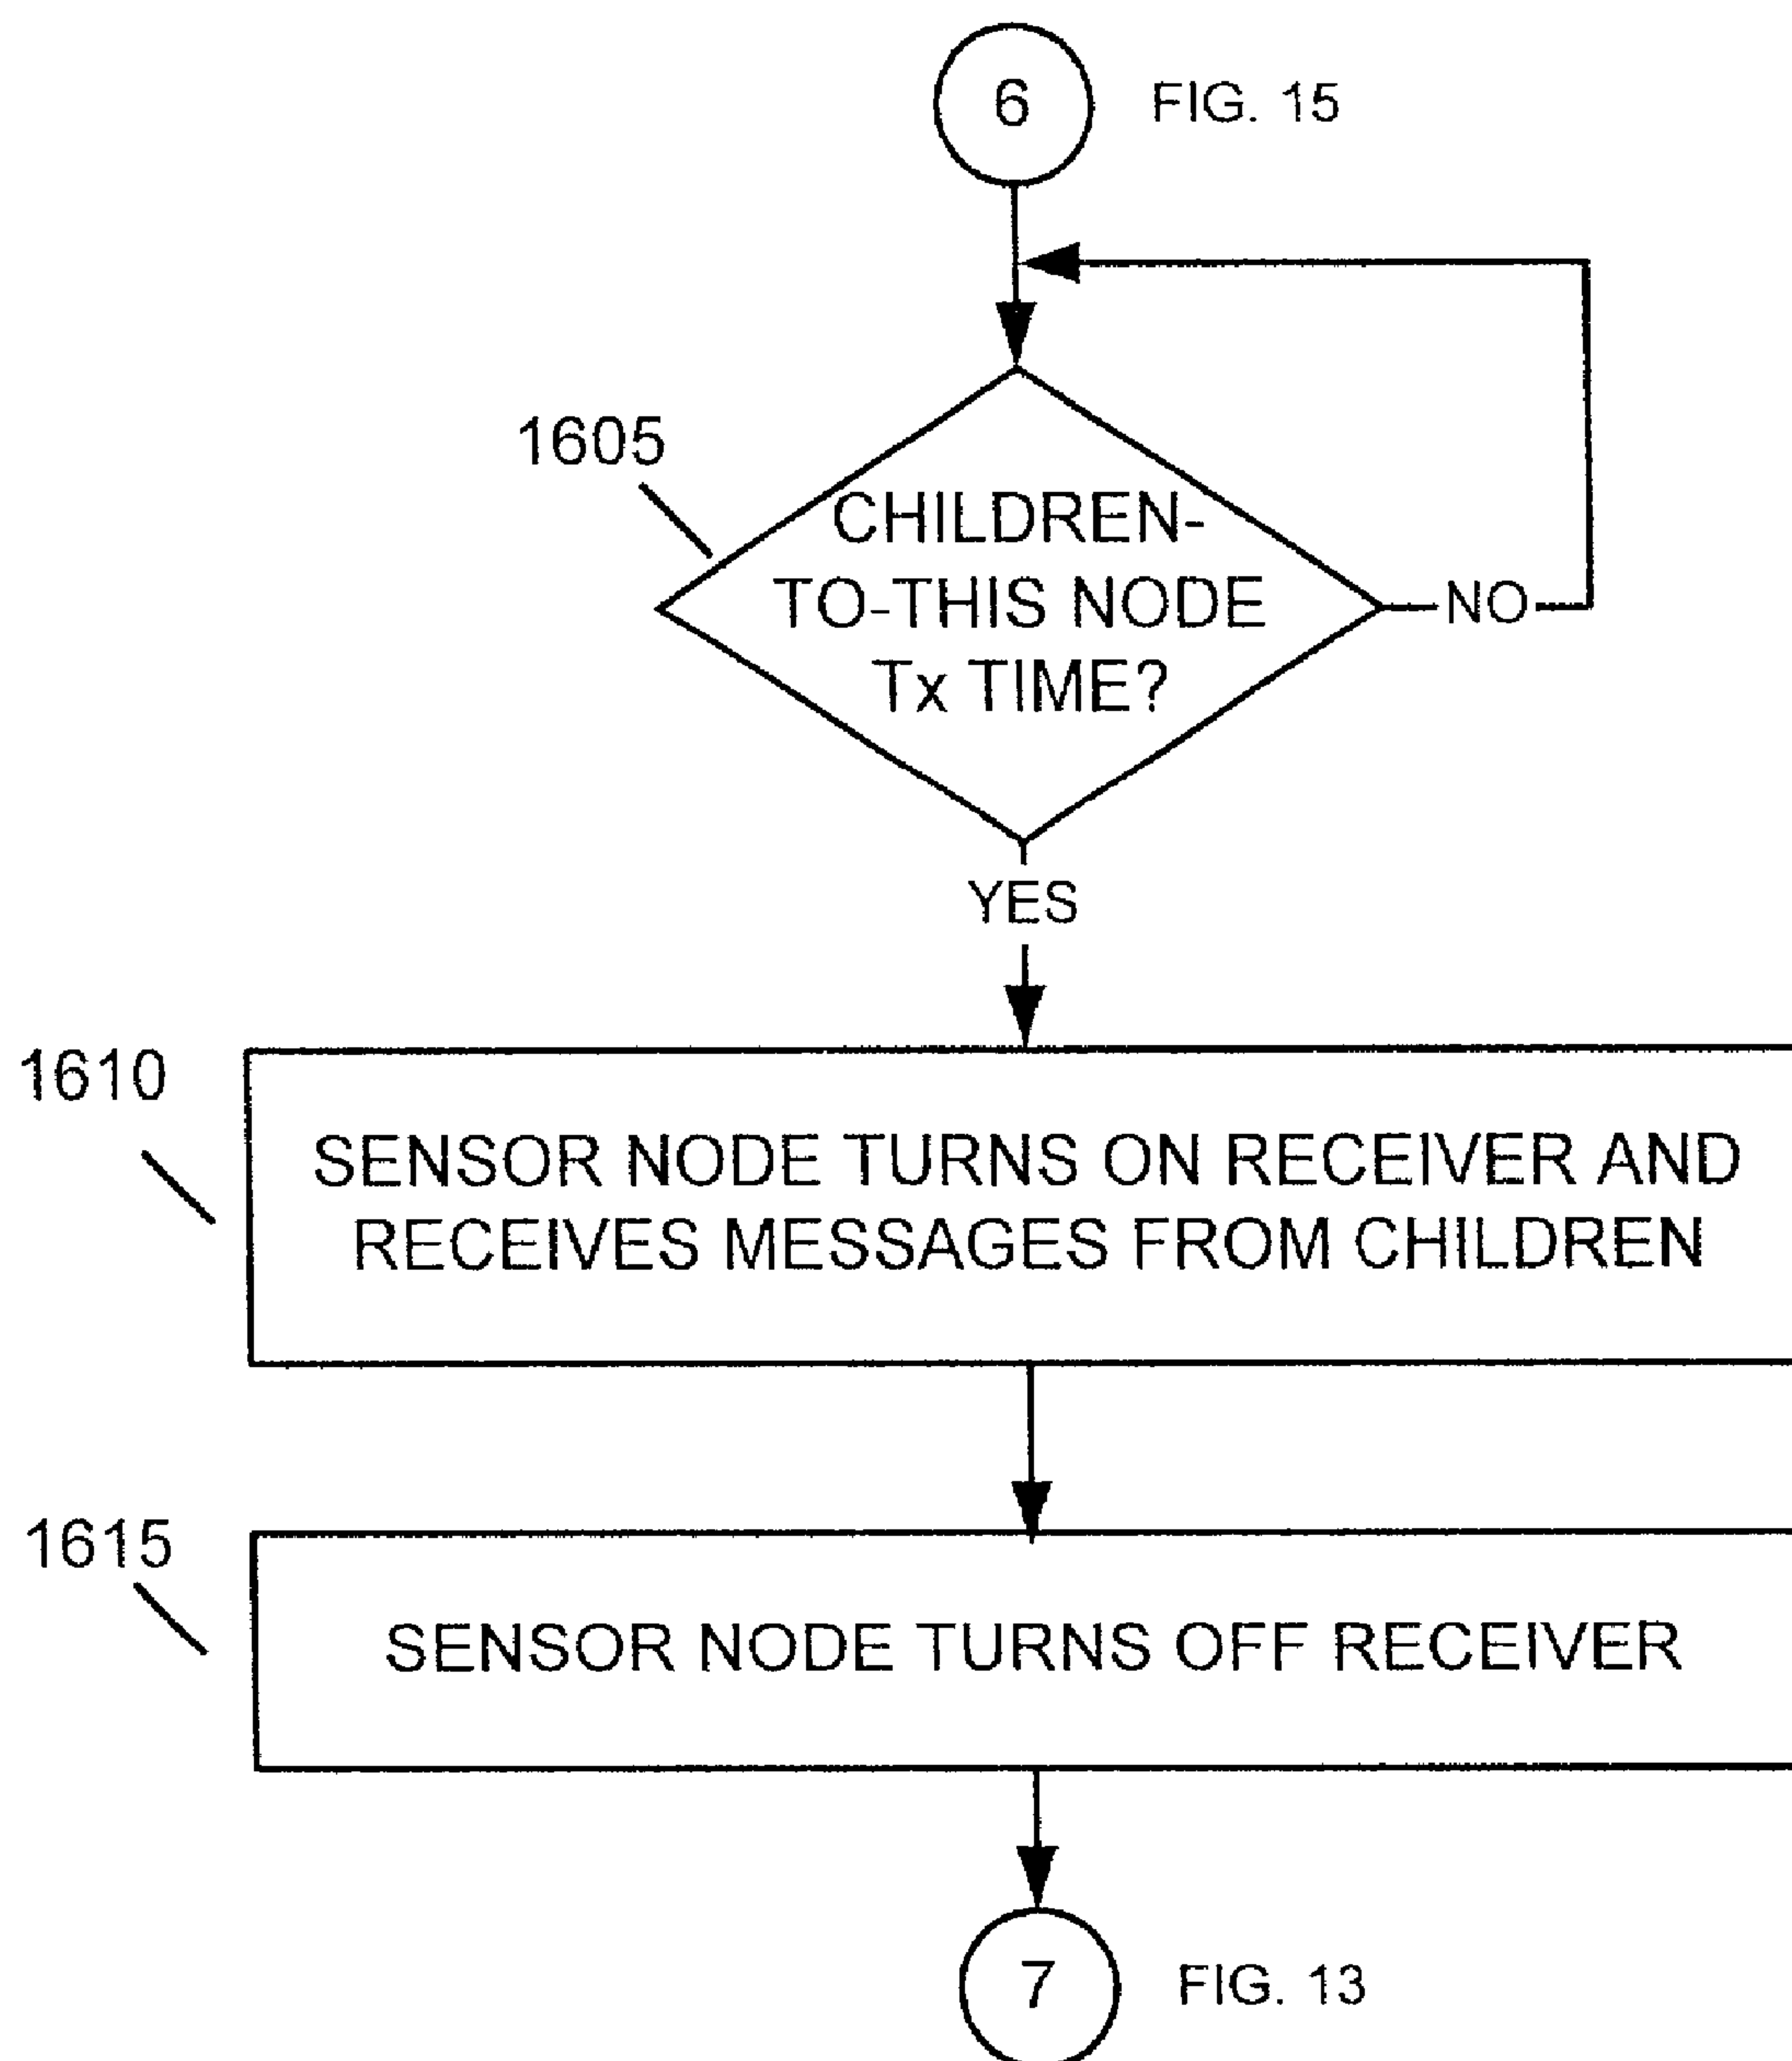 6 FIG. 15
1605
CHILDREN-
TO-THIS NODE
Tx TIME?
NO
YES
1610
SENSOR NODE TURNS ON RECEIVER AND
RECEIVES MESSAGES FROM CHILDREN
1615
SENSOR NODE TURNS OFF RECEIVER
7 FIG. 13